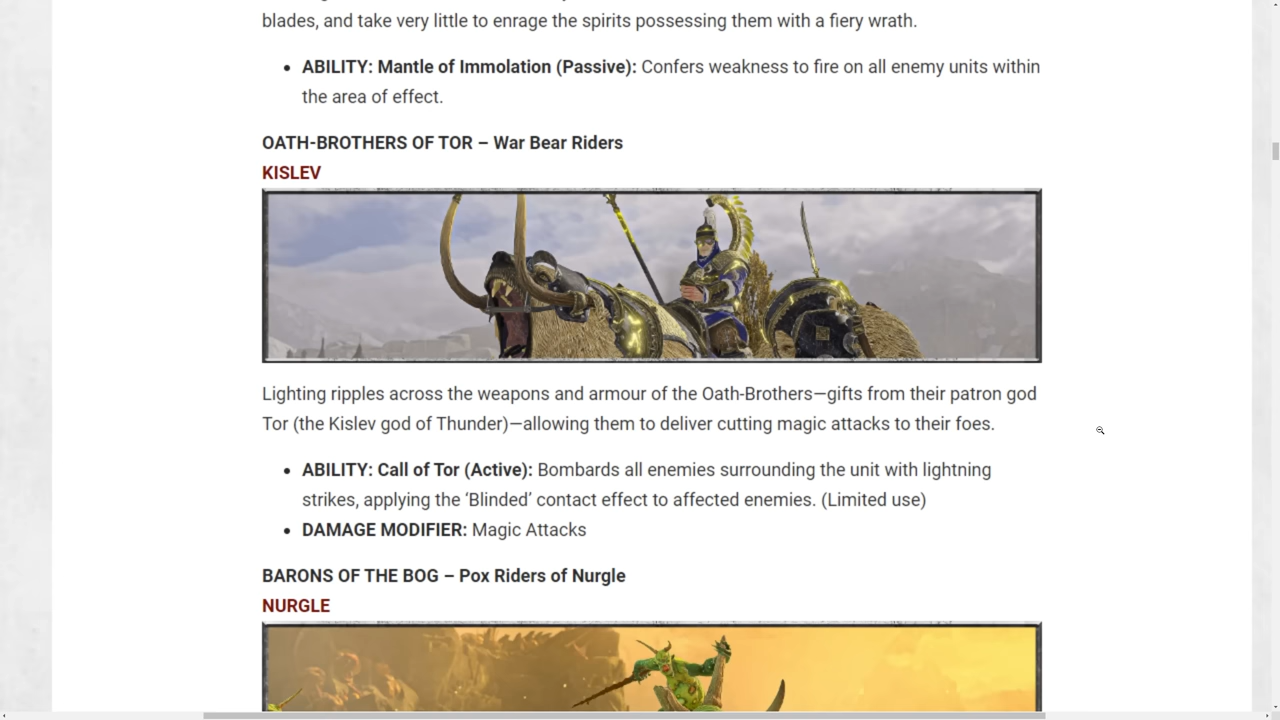 blades, and take very little to enrage the spirits possessing them with a fiery wrath.
• ABILITY: Mantle of Immolation (Passive): Confers weakness to fire on all enemy units within
the area of effect.
OATH-BROTHERS OF TOR – War Bear Riders
KISLEV
Lighting ripples across the weapons and armour of the Oath-Brothers—gifts from their patron god
Tor (the Kislev god of Thunder)—allowing them to deliver cutting magic attacks to their foes.
• ABILITY: Call of Tor (Active): Bombards all enemies surrounding the unit with lightning
strikes, applying the ‘Blinded’ contact effect to affected enemies. (Limited use)
• DAMAGE MODIFIER: Magic Attacks
BARONS OF THE BOG – Pox Riders of Nurgle
NURGLE